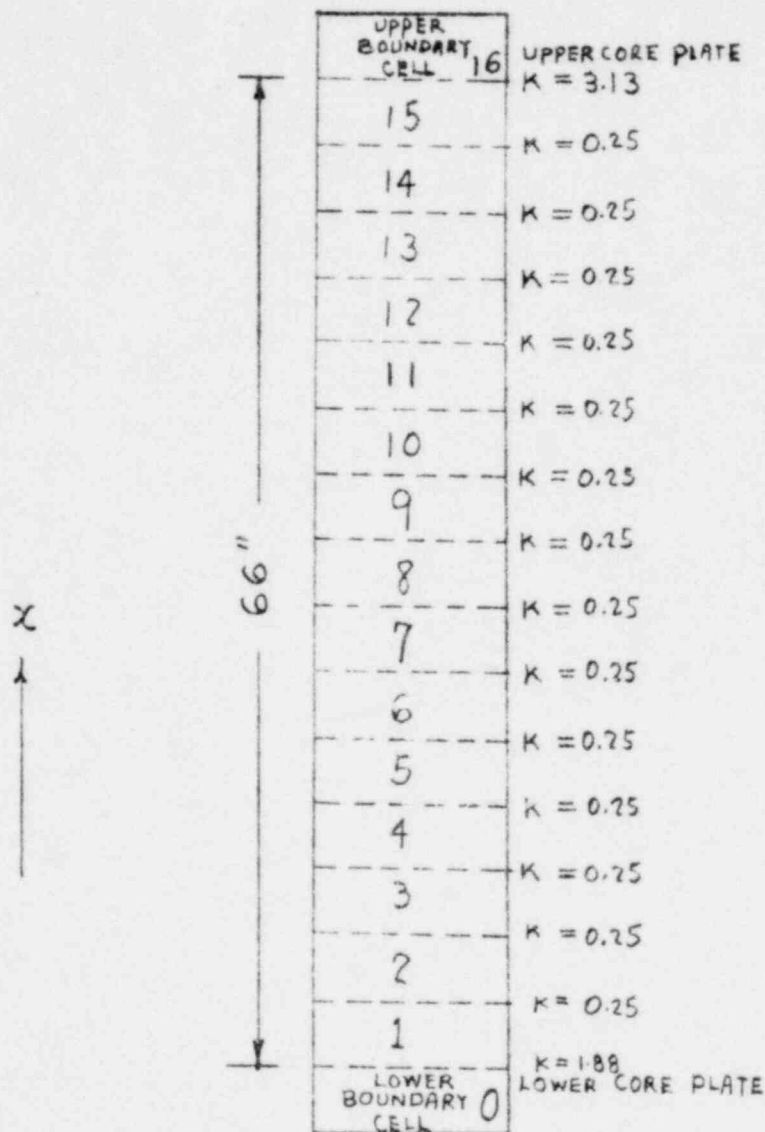 UPPER
BOUNDARY
CELL 16
UPPER CORE PLATE
K = 3.13
15
K = 0.25
14
K = 0.25
13
K = 0.25
12
K = 0.25
11
K = 0.25
10
K = 0.25
9
K = 0.25
8
K = 0.25
66"
x
7
K = 0.25
6
K = 0.25
5
K = 0.25
4
K = 0.25
3
K = 0.25
2
K = 0.25
1
K = 1.88
LOWER CORE PLATE
LOWER
BOUNDARY
CELL 0